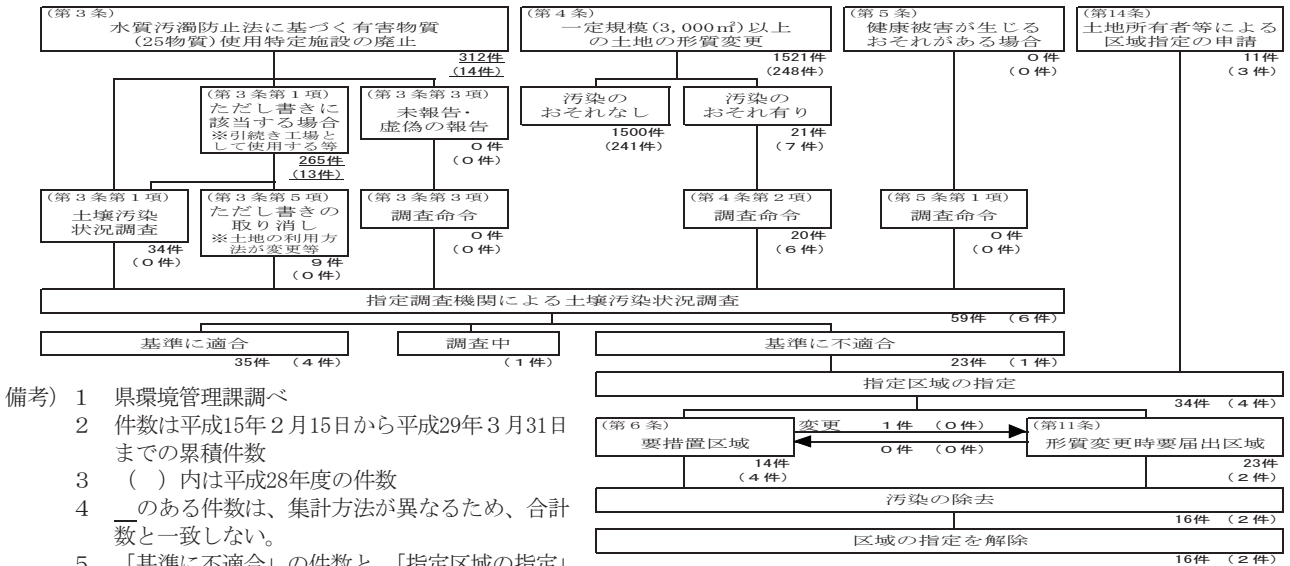 (第３条)
水質汚濁防止法に基づく有害物質
(25物質)使用特定施設の廃止
312件
(14件)
(第４条)
一定規模(3,000㎡)以上
の土地の形質変更
1521件
(248件)
(第５条)
健康被害が生じる
おそれがある場合
０件
(０件)
(第14条)
土地所有者等による
区域指定の申請
11件
(３件)
(第３条第１項)
ただし書きに
該当する場合
※引続き工場と
して使用する等
265件
(13件)
(第３条第３項)
未報告・
虚偽の報告
０件
(０件)
汚染の
おそれなし
1500件
(241件)
汚染の
おそれ有り
21件
(７件)
(第３条第１項)
土壌汚染
状況調査
34件
(０件)
(第３条第５項)
ただし書きの
取り消し
※土地の利用方
法が変更等
９件
(０件)
(第３条第３項)
調査命令
０件
(０件)
(第４条第２項)
調査命令
20件
(６件)
(第５条第１項)
調査命令
０件
(０件)
指定調査機関による土壌汚染状況調査
59件 (６件)
基準に適合
35件 (４件)
調査中
(１件)
基準に不適合
23件 (１件)
指定区域の指定
34件 (４件)
(第６条)
要措置区域
14件
(４件)
変更 １件 (０件)
０件 (０件)
(第11条)
形質変更時要届出区域
23件
(２件)
汚染の除去
16件 (２件)
区域の指定を解除
16件 (２件)
備考) １ 県環境管理課調べ
２ 件数は平成15年２月15日から平成29年３月31日
までの累積件数
３ (　)内は平成28年度の件数
４ ＿のある件数は、集計方法が異なるため、合計
数と一致しない。
５ 「基準に不適合」の件数と、「指定区域の指定」